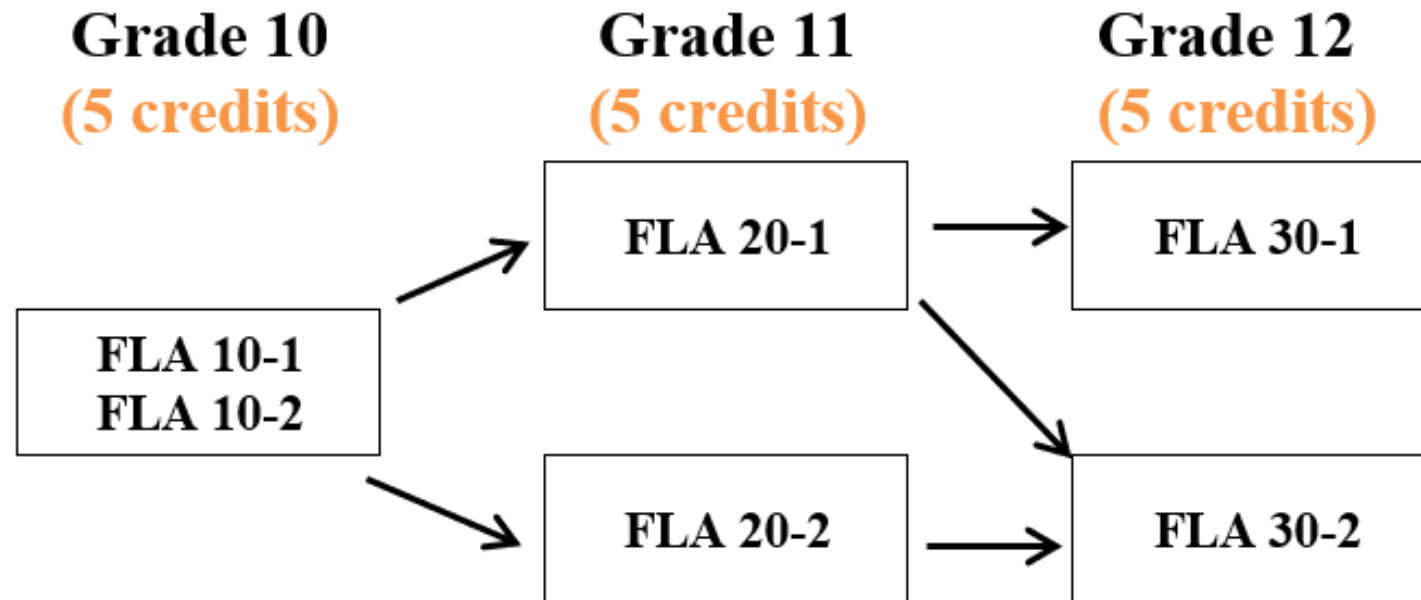 Grade 10
(5 credits)
Grade 11
(5 credits)
Grade 12
(5 credits)
FLA 10-1
FLA 10-2
FLA 20-1
FLA 20-2
FLA 30-1
FLA 30-2